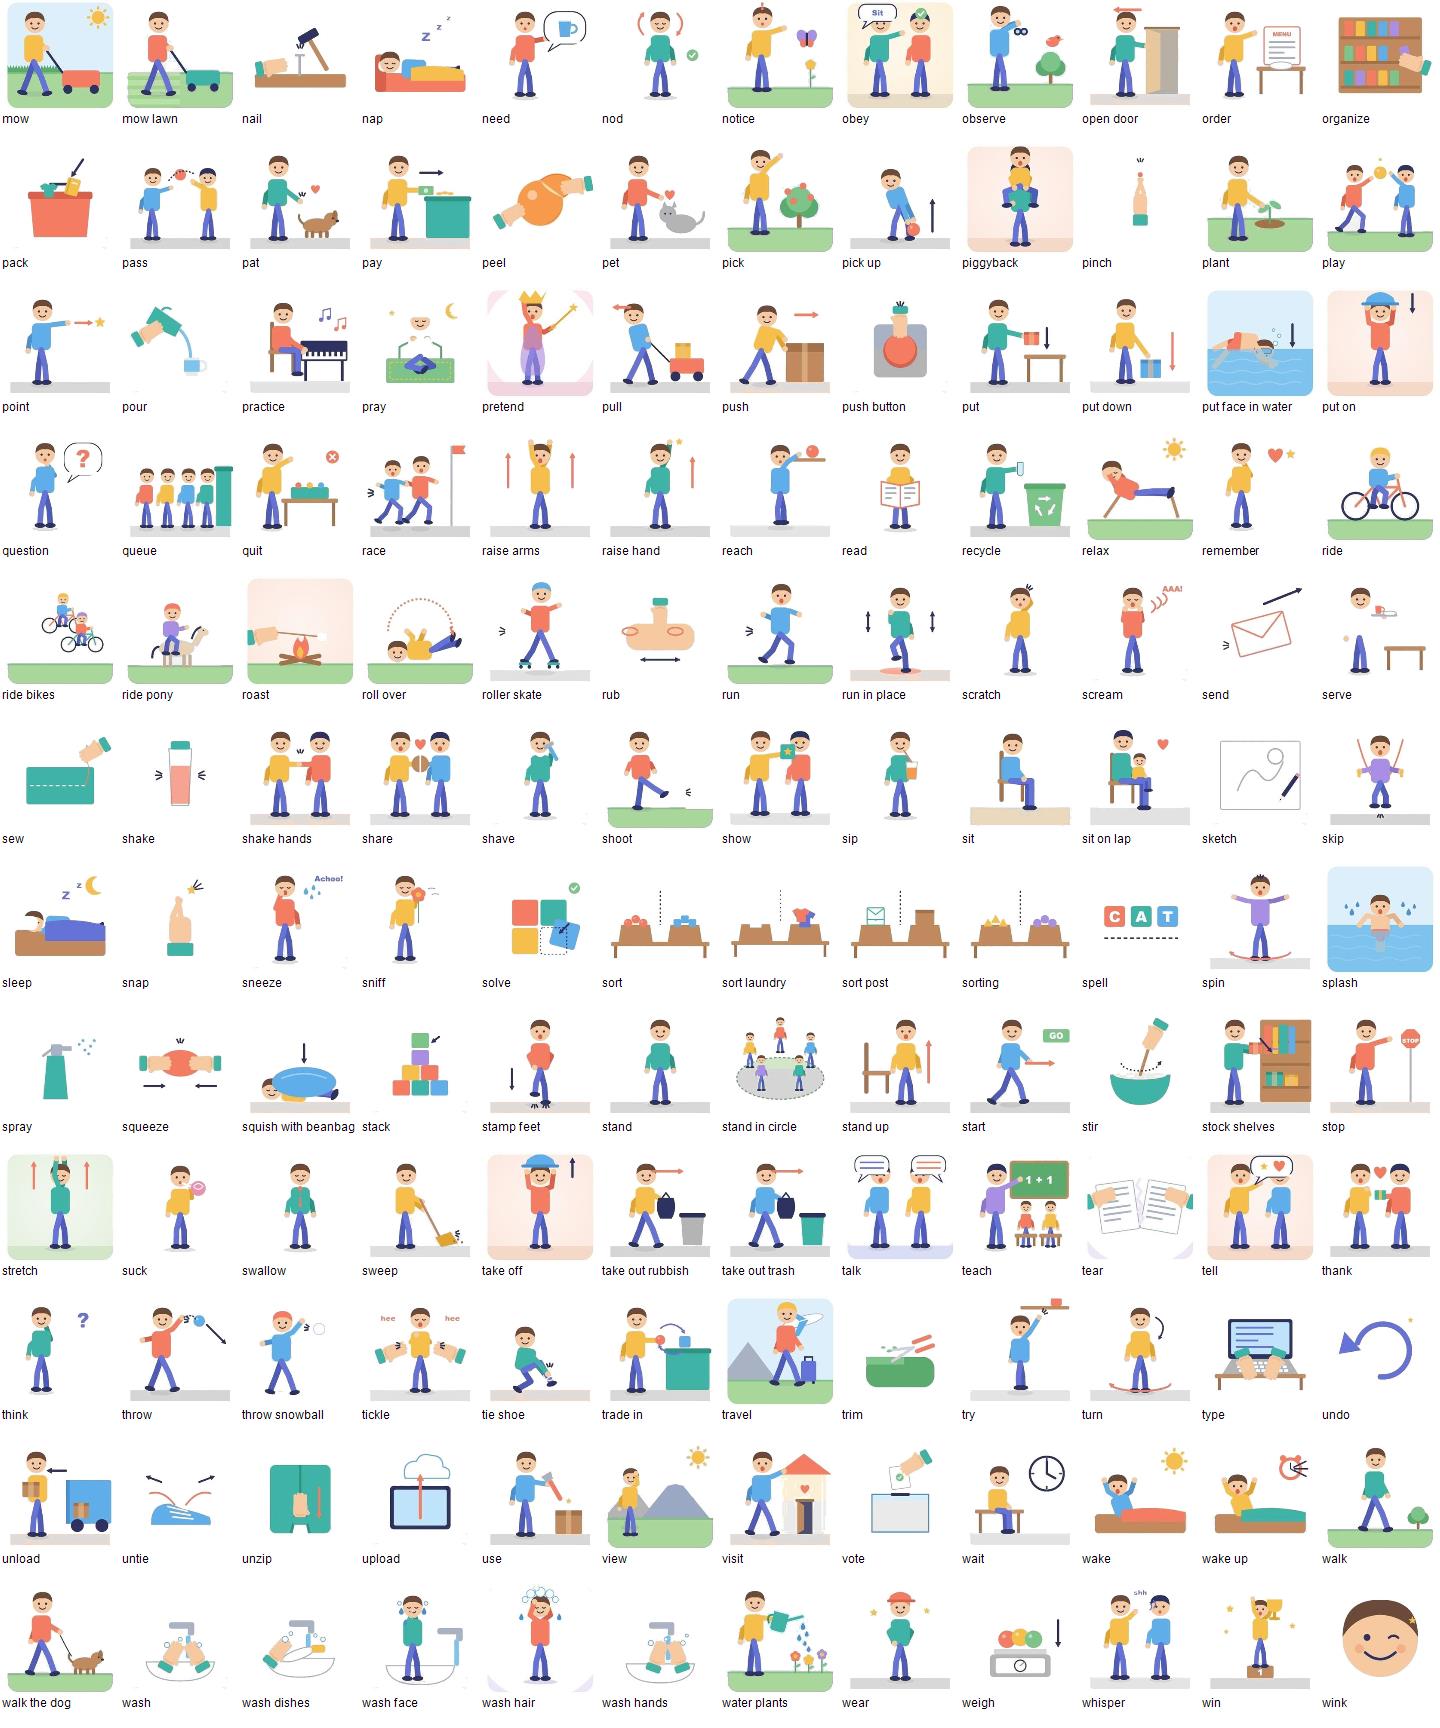 Sit
MENU
mow mow lawn nail nap need nod notice obey observe open door order organize
pack pass pat pay peel pet pick pick up piggyback pinch plant play
point pour practice pray pretend pull push push button put put down put face in water put on
?
question queue quit race raise arms raise hand reach read recycle relax remember ride
AAA!
ride bikes ride pony roast roll over roller skate rub run run in place scratch scream send serve
sew shake shake hands share shave shoot show sip sit sit on lap sketch skip
z z
Achoo!
C A T
sleep snap sneeze sniff solve sort sort laundry sort post sorting spell spin splash
GO
STOP
spray squeeze squish with beanbag stack stamp feet stand stand in circle stand up start stir stock shelves stop
1 + 1
stretch suck swallow sweep take off take out rubbish take out trash talk teach tear tell thank
?
hee hee
think throw throw snowball tickle tie shoe trade in travel trim try turn type undo
unload untie unzip upload use view visit vote wait wake wake up walk
shh
1
walk the dog wash wash dishes wash face wash hair wash hands water plants wear weigh whisper win wink